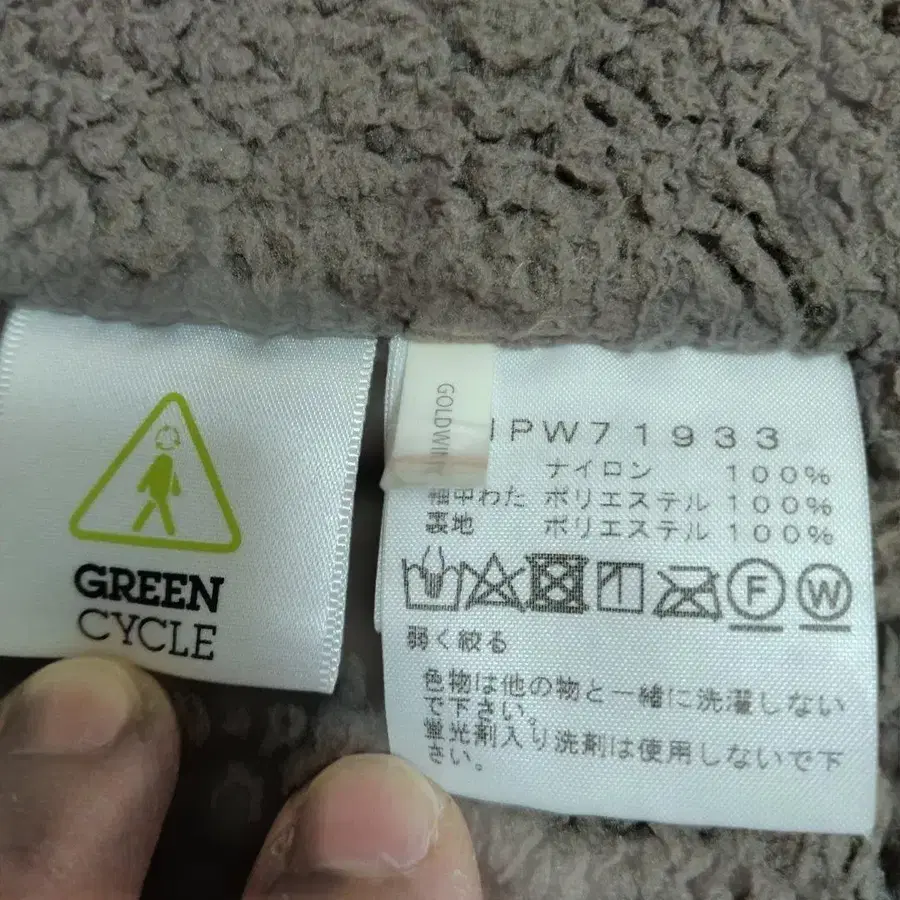 GREEN
CYCLE
GOLDWIN
PW71933
ナイロン 100%
中わた ポリエステル 100%
裏地 ポリエステル 100%
F W
弱く絞る
色物は他の物と一緒に洗濯しない
で下さい。
蛍光剤入り洗剤は使用しないで下
さい。